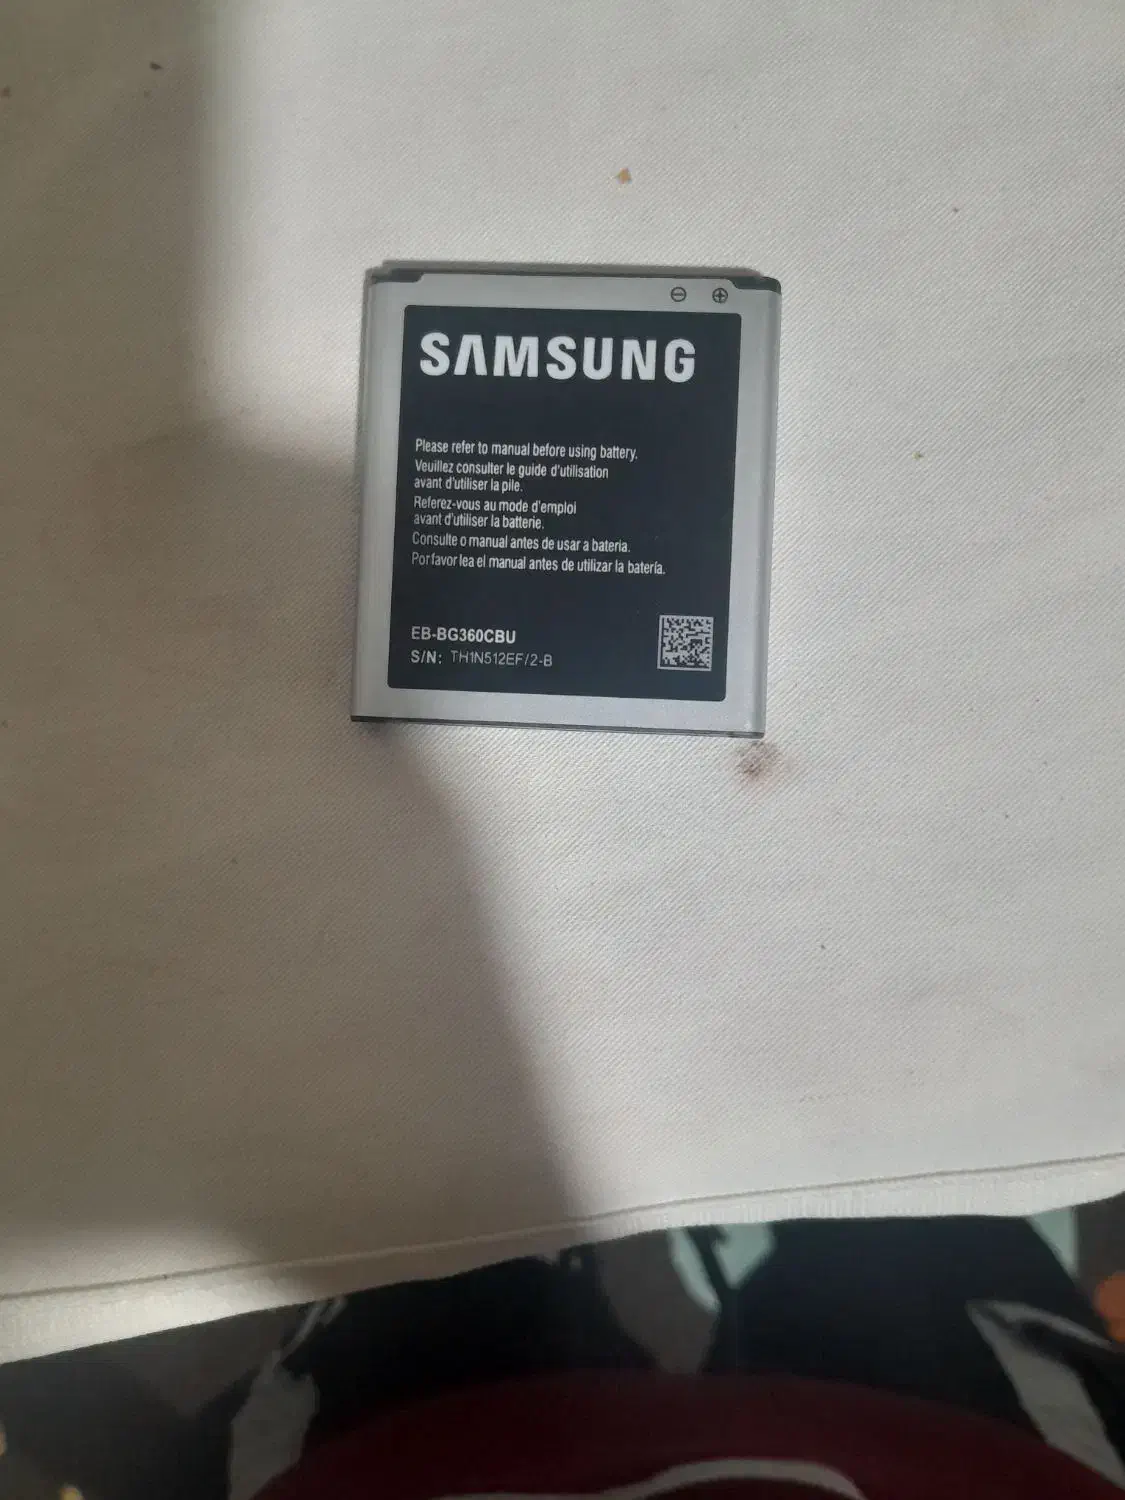 SAMSUNG
Please refer to manual before using battery.
Veuillez consulter le guide d'utilisation
avant d'utiliser la pile.
Referez-vous au mode d'emploi
avant d'utiliser la batterie.
Consulte o manual antes de usar a bateria.
Por favor lea el manual antes de utilizar la batería.
EB-BG360CBU
S/N: TH1N512EF/2-B